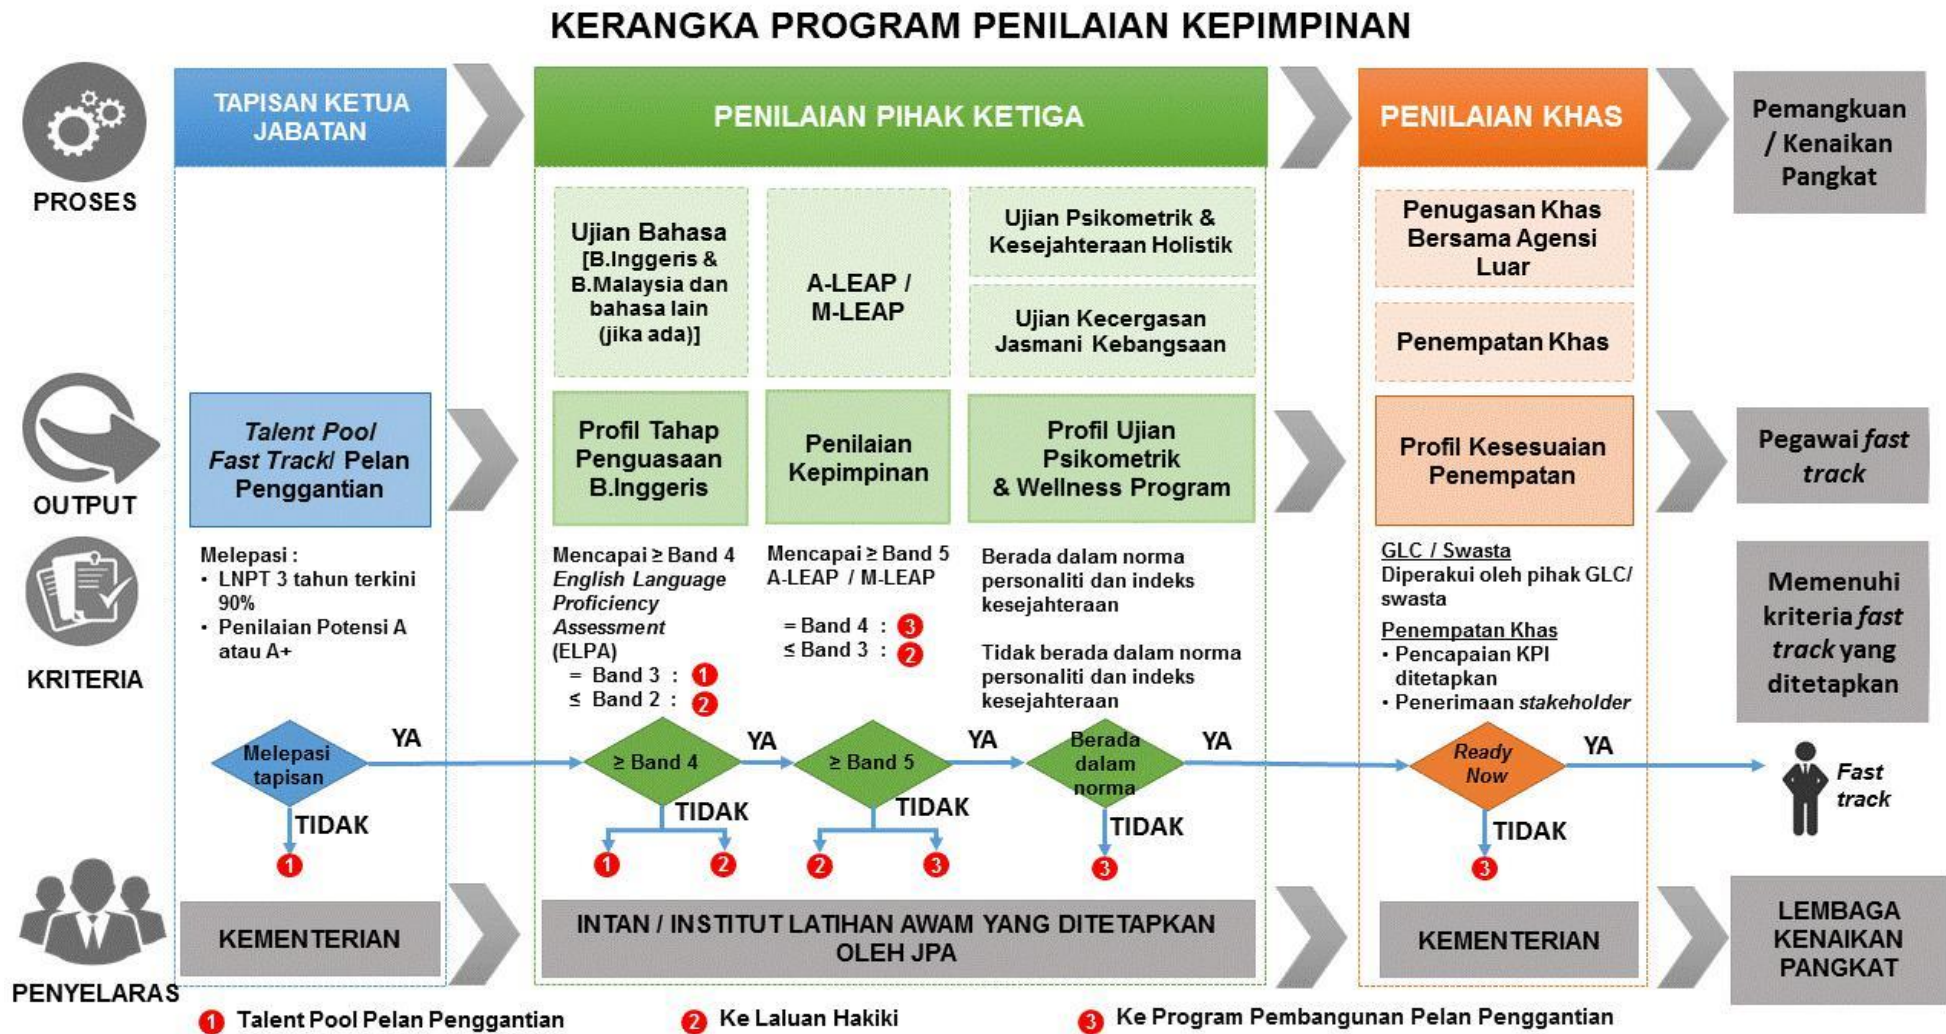 KERANGKA PROGRAM PENILAIAN KEPIMPINAN
PROSES
TAPISAN KETUA
JABATAN
PENILAIAN PIHAK KETIGA
PENILAIAN KHAS
Pemangkuan
/ Kenaikan
Pangkat
Ujian Bahasa
[B.Inggeris &
B.Malaysia dan
bahasa lain
(jika ada)]
A-LEAP /
M-LEAP
Ujian Psikometrik &
Kesejahteraan Holistik
Ujian Kecergasan
Jasmani Kebangsaan
Penugasan Khas
Bersama Agensi
Luar
Penempatan Khas
OUTPUT
Talent Pool
Fast Track/ Pelan
Penggantian
Profil Tahap
Penguasaan
B.Inggeris
Penilaian
Kepimpinan
Profil Ujian
Psikometrik
& Wellness Program
Profil Kesesuaian
Penempatan
Pegawai fast
track
KRITERIA
Melepasi :
• LNPT 3 tahun terkini
90%
• Penilaian Potensi A
atau A+
Mencapai ≥ Band 4
English Language
Proficiency
Assessment
(ELPA)
= Band 3 : 1
≤ Band 2 : 2
Mencapai ≥ Band 5
A-LEAP / M-LEAP
= Band 4 : 3
≤ Band 3 : 2
Berada dalam norma
personaliti dan indeks
kesejahteraan
Tidak berada dalam norma
personaliti dan indeks
kesejahteraan
GLC / Swasta
Diperakui oleh pihak GLC/
swasta
Penempatan Khas
• Pencapaian KPI
ditetapkan
• Penerimaan stakeholder
Memenuhi
kriteria fast
track yang
ditetapkan
Melepasi
tapisan
YA
TIDAK
1
≥ Band 4
YA
TIDAK
1
2
≥ Band 5
YA
TIDAK
2
3
Berada
dalam
norma
YA
TIDAK
3
Ready
Now
YA
TIDAK
3
Fast
track
PENYELARAS
KEMENTERIAN
INTAN / INSTITUT LATIHAN AWAM YANG DITETAPKAN
OLEH JPA
KEMENTERIAN
LEMBAGA
KENAIKAN
PANGKAT
1 Talent Pool Pelan Penggantian
2 Ke Laluan Hakiki
3 Ke Program Pembangunan Pelan Penggantian